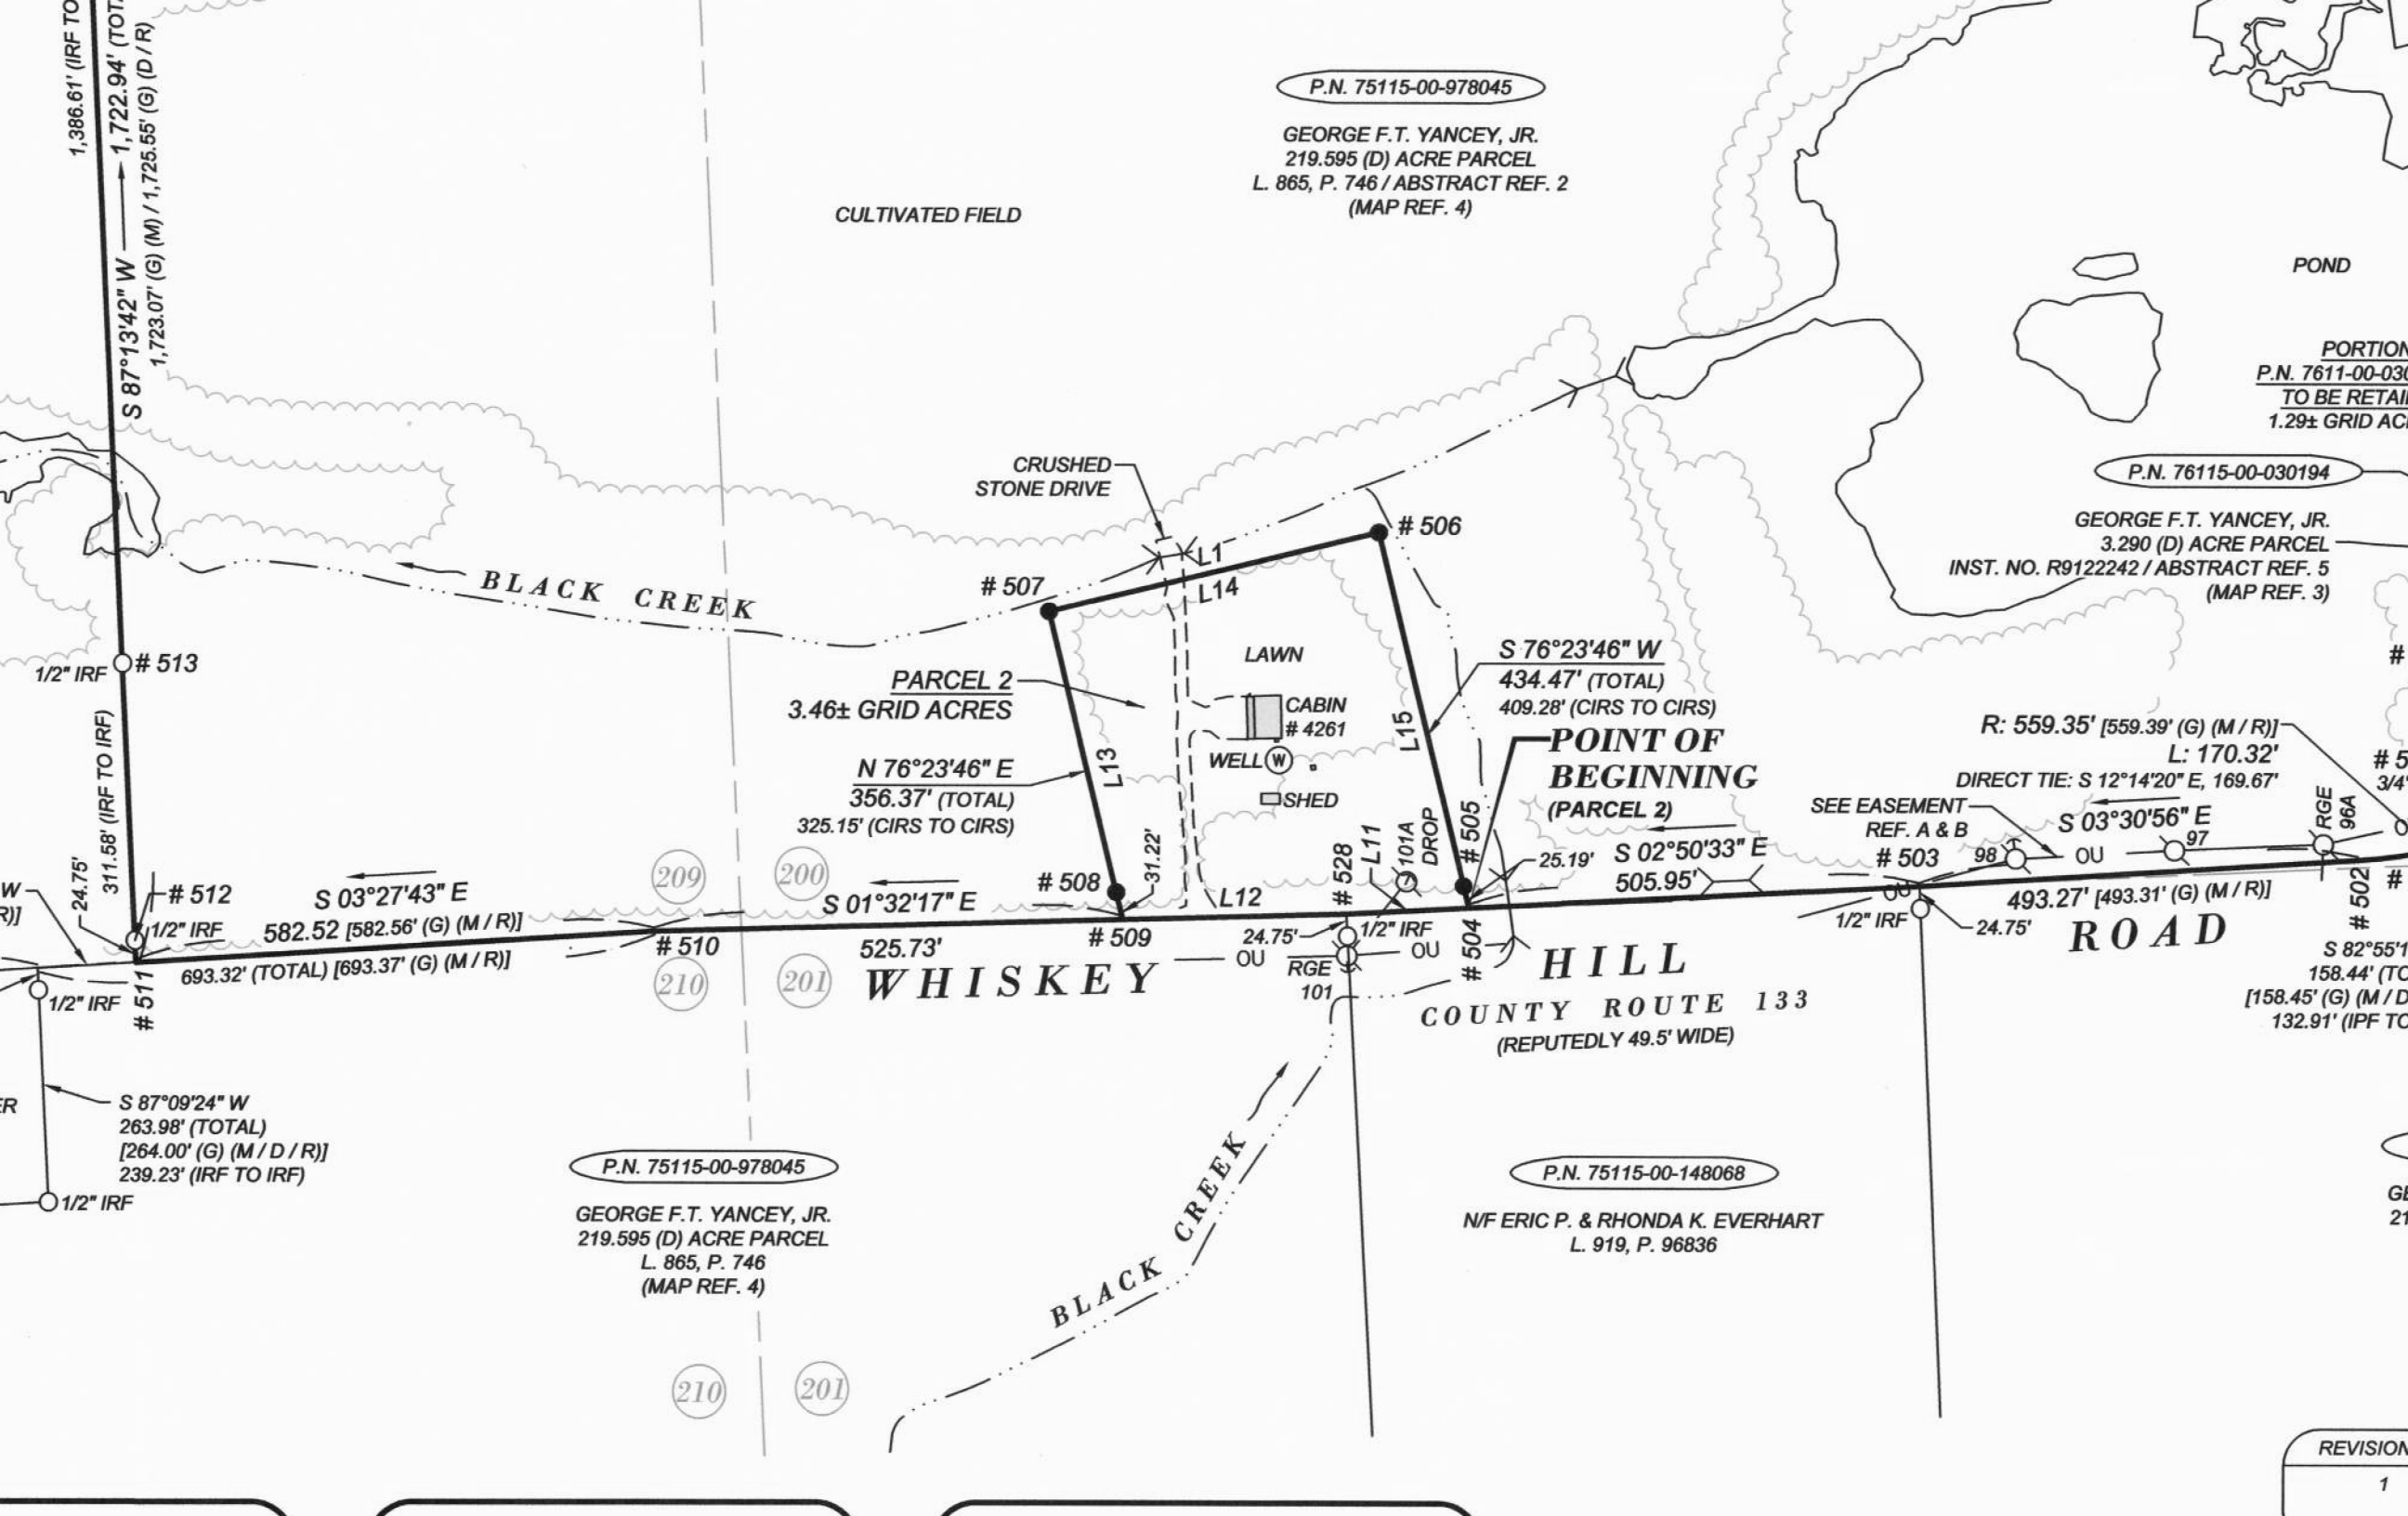 1,386.61' (IRF TO
S 87°13'42" W 1,722.94' (TOT
1,723.07' (G) (M) / 1,725.55' (G) (D / R)
P.N. 75115-00-978045
GEORGE F.T. YANCEY, JR.
219.595 (D) ACRE PARCEL
L. 865, P. 746 / ABSTRACT REF. 2
(MAP REF. 4)
CULTIVATED FIELD
POND
PORTION
P.N. 7611-00-030
TO BE RETAI
1.29± GRID AC
P.N. 76115-00-030194
GEORGE F.T. YANCEY, JR.
3.290 (D) ACRE PARCEL
INST. NO. R9122242 / ABSTRACT REF. 5
(MAP REF. 3)
CRUSHED
STONE DRIVE
# 506
L1
L14
# 507
BLACK CREEK
# 513
1/2" IRF
311.58' (IRF TO IRF)
LAWN
PARCEL 2
3.46± GRID ACRES
CABIN
# 4261
WELL W
SHED
L13
L15
S 76°23'46" W
434.47' (TOTAL)
409.28' (CIRS TO CIRS)
POINT OF
BEGINNING
(PARCEL 2)
N 76°23'46" E
356.37' (TOTAL)
325.15' (CIRS TO CIRS)
R: 559.35' [559.39' (G) (M / R)]
L: 170.32'
DIRECT TIE: S 12°14'20" E, 169.67'
# 5
3/4"
SEE EASEMENT
REF. A & B
S 03°30'56" E
RGE
96A
97
98
OU
OU
# 503
S 02°50'33" E
505.95'
25.19'
# 505
101A
DROP
L11
# 528
31.22'
# 508
200
209
S 01°32'17" E
L12
24.75'
# 512
1/2" IRF
S 03°27'43" E
582.52 [582.56' (G) (M / R)]
693.32' (TOTAL) [693.37' (G) (M / R)]
# 510
525.73'
# 509
24.75'
1/2" IRF
OU
OU
RGE
101
# 504
1/2" IRF
24.75'
493.27' [493.31' (G) (M / R)]
# 502
#
#
W
R)]
# 511
1/2" IRF
210
201
WHISKEY HILL ROAD
COUNTY ROUTE 133
(REPUTEDLY 49.5' WIDE)
S 82°55'1
158.44' (TO
[158.45' (G) (M / D
132.91' (IPF TO
ER
S 87°09'24" W
263.98' (TOTAL)
[264.00' (G) (M / D / R)]
239.23' (IRF TO IRF)
1/2" IRF
P.N. 75115-00-978045
GEORGE F.T. YANCEY, JR.
219.595 (D) ACRE PARCEL
L. 865, P. 746
(MAP REF. 4)
BLACK CREEK
P.N. 75115-00-148068
N/F ERIC P. & RHONDA K. EVERHART
L. 919, P. 96836
GE
21
210
201
REVISION
1